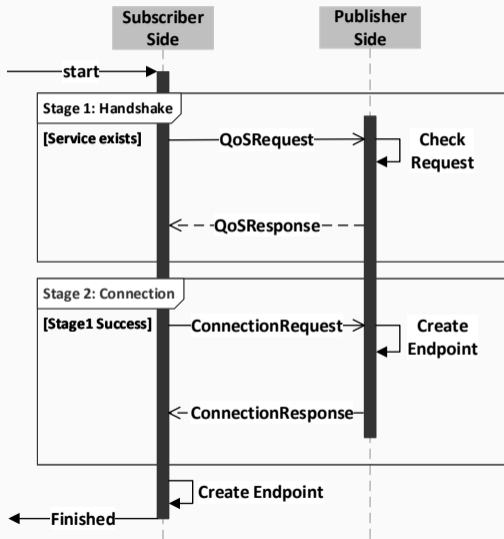 Subscriber
Side
Publisher
Side
start
Stage 1: Handshake
[Service exists]
QoSRequest
Check
Request
QoSResponse
Stage 2: Connection
[Stage1 Success]
ConnectionRequest
Create
Endpoint
ConnectionResponse
Create Endpoint
Finished